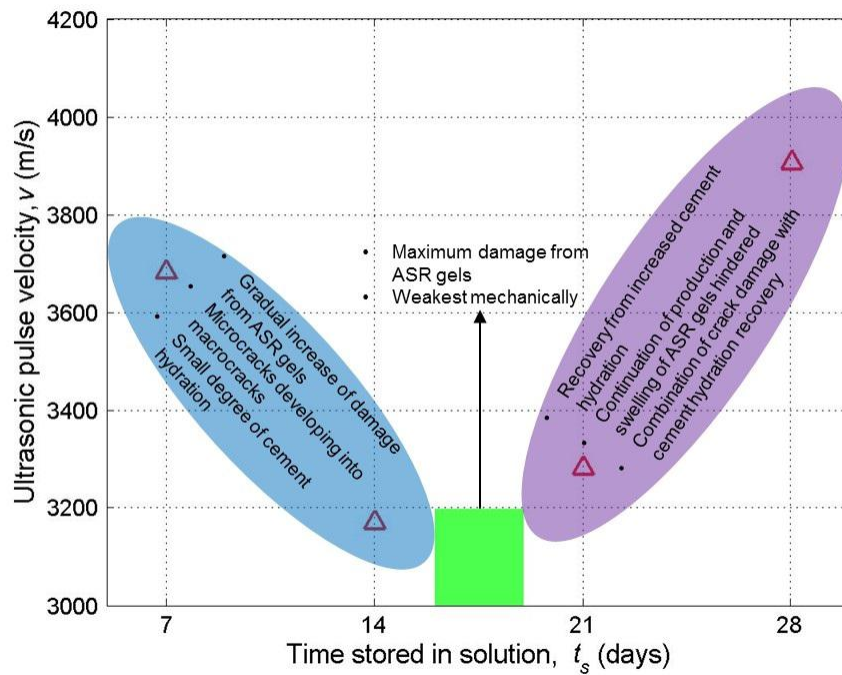 4200
4000
3800
3600
3400
3200
3000
Ultrasonic pulse velocity, v (m/s)
• Gradual increase of damage
from ASR gels
• Microcracks developing into
macrocracks
• Small degree of cement
hydration
• Maximum damage from
ASR gels
• Weakest mechanically
• Recovery from increased cement
hydration
• Continuation of production and
swelling of ASR gels hindered
• Combination of crack damage with
cement hydration recovery
7
14
21
28
Time stored in solution, ts (days)